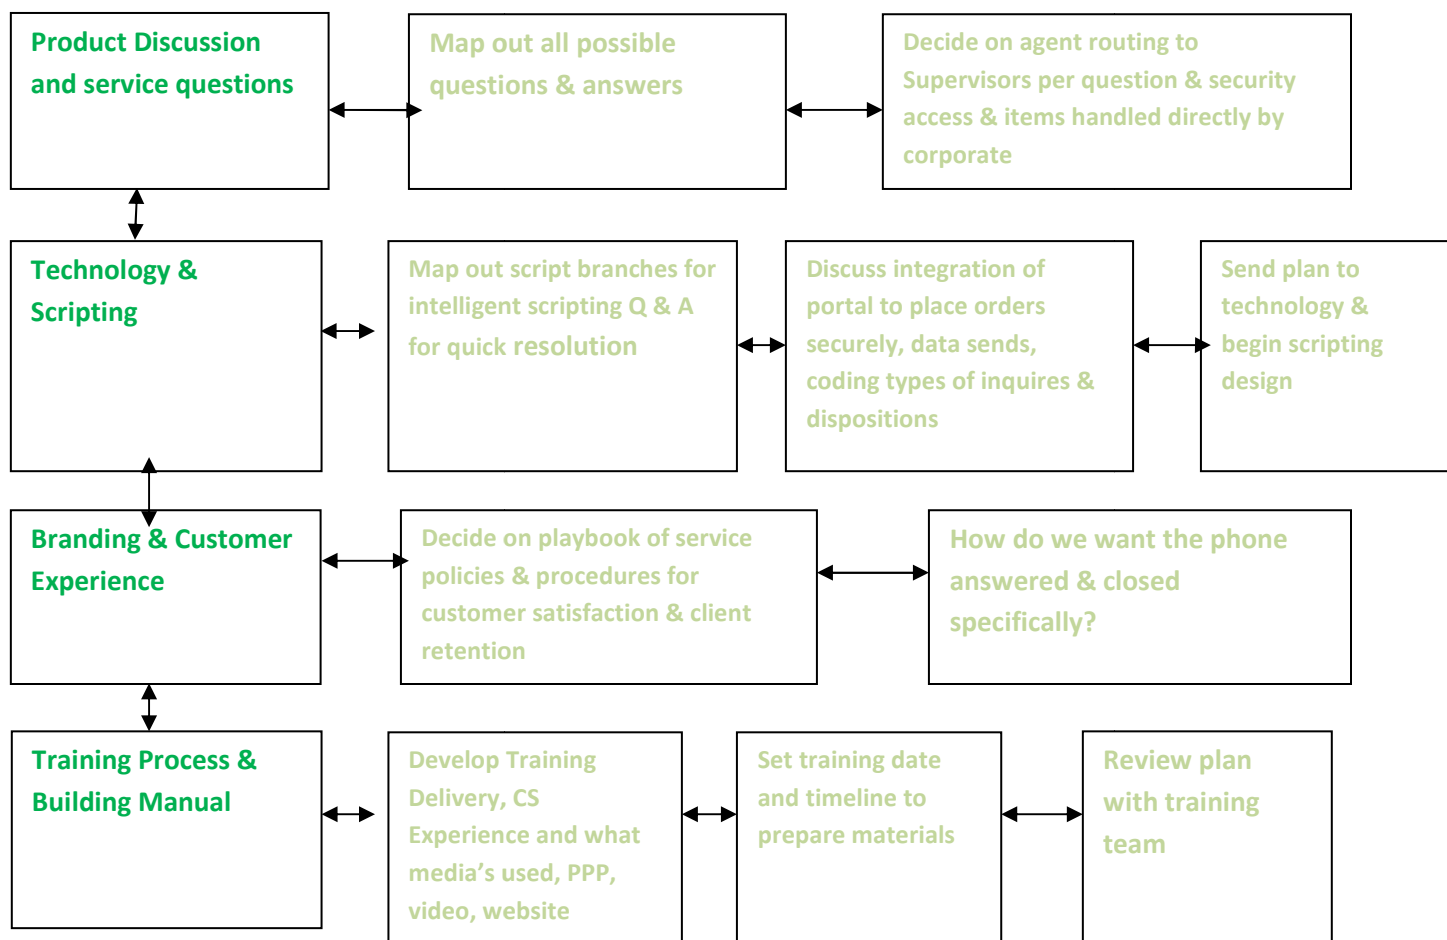 Product Discussion
and service questions
Map out all possible
questions & answers
Decide on agent routing to
Supervisors per question & security
access & items handled directly by
corporate
Technology &
Scripting
Map out script branches for
intelligent scripting Q & A
for quick resolution
Discuss integration of
portal to place orders
securely, data sends,
coding types of inquires &
dispositions
Send plan to
technology &
begin scripting
design
Branding & Customer
Experience
Decide on playbook of service
policies & procedures for
customer satisfaction & client
retention
How do we want the phone
answered & closed
specifically?
Training Process &
Building Manual
Develop Training
Delivery, CS
Experience and what
media’s used, PPP,
video, website
Set training date
and timeline to
prepare materials
Review plan
with training
team